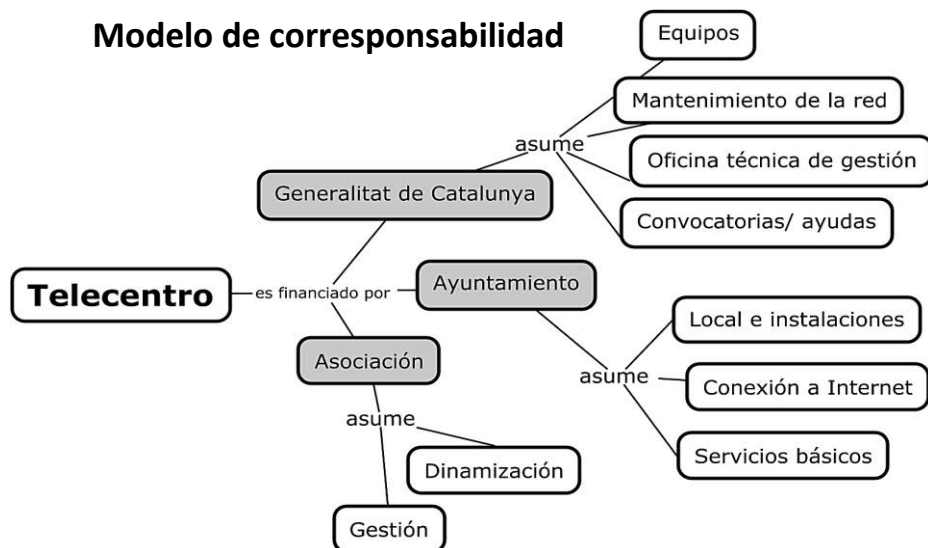 Modelo de corresponsabilidad
Equipos
Mantenimiento de la red
asume
Oficina técnica de gestión
Generalitat de Catalunya
Convocatorias/ ayudas
Telecentro
es financiado por
Ayuntamiento
Local e instalaciones
Asociación
asume
Conexión a Internet
asume
Servicios básicos
Dinamización
Gestión